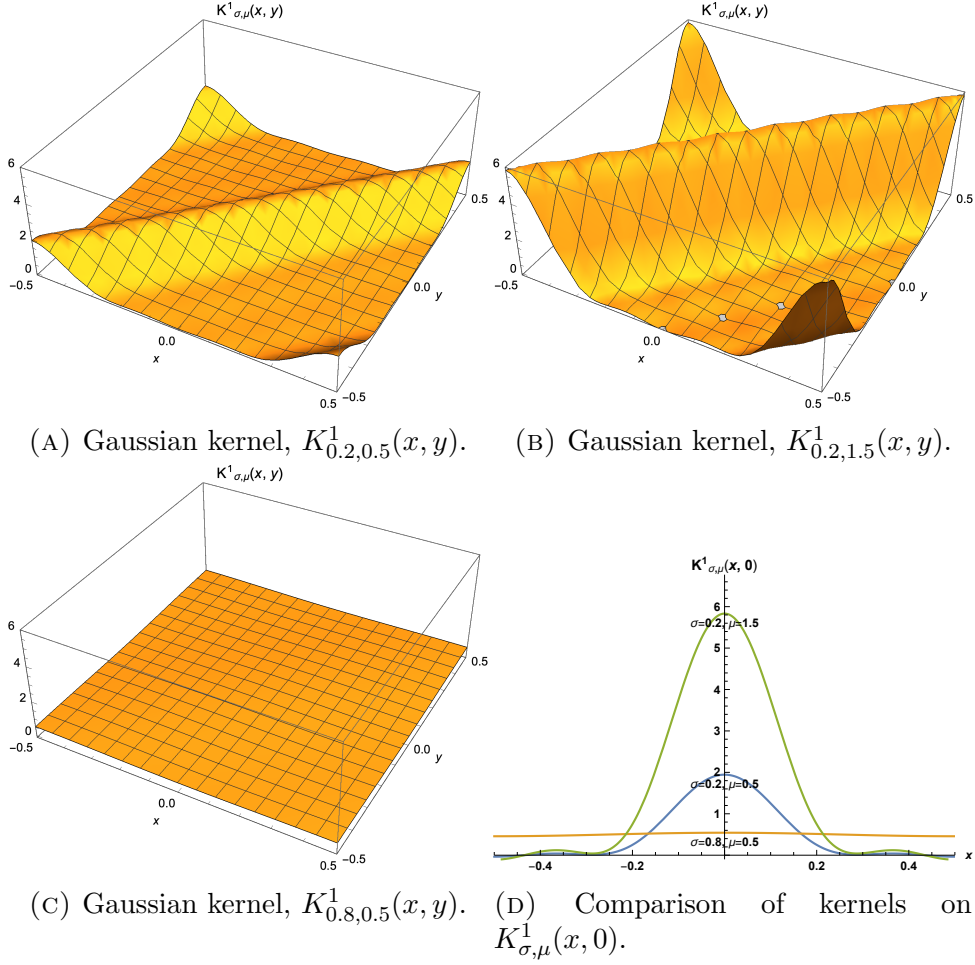 K¹σ,μ(x, y)
6
4
2
0
−0.5
0.0
x
0.5
−0.5
0.0
y
0.5
K¹σ,μ(x, y)
6
4
2
0
−0.5
0.0
x
0.5
−0.5
0.0
y
0.5
(A) Gaussian kernel, K¹₀.₂,₀.₅(x, y).
(B) Gaussian kernel, K¹₀.₂,₁.₅(x, y).
K¹σ,μ(x, y)
6
4
2
0
−0.5
0.0
x
0.5
−0.5
0.0
y
0.5
K¹σ,μ(x, 0)
6
σ=0.2, μ=1.5
5
4
3
2
σ=0.2, μ=0.5
1
σ=0.8, μ=0.5
x
−0.4 −0.2 0.2 0.4
(C) Gaussian kernel, K¹₀.₈,₀.₅(x, y).
(D) Comparison of kernels on
K¹σ,μ(x, 0).